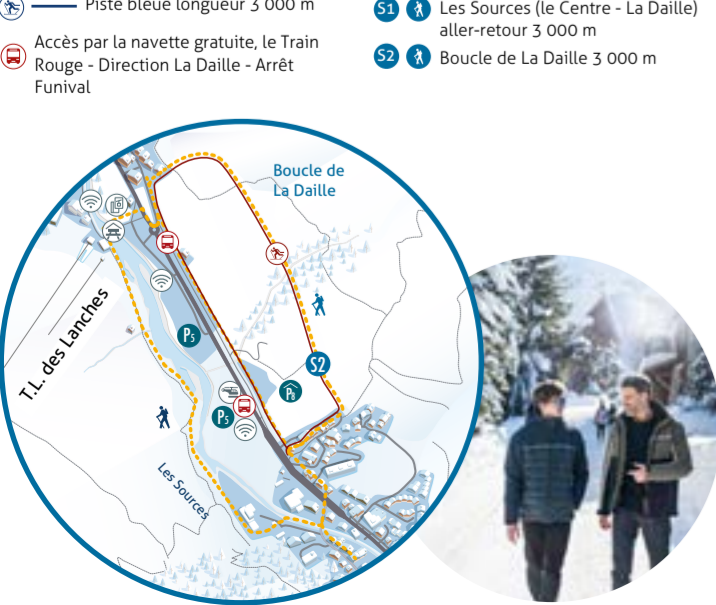 Piste bleue longueur 3 000 m
Accès par la navette gratuite, le Train
Rouge - Direction La Daille - Arrêt
Funival
S1 Les Sources (le Centre - La Daille)
aller-retour 3 000 m
S2 Boucle de La Daille 3 000 m
Boucle de
La Daille
T.L. des Lanches
P5
S2
P8
P5
Les Sources